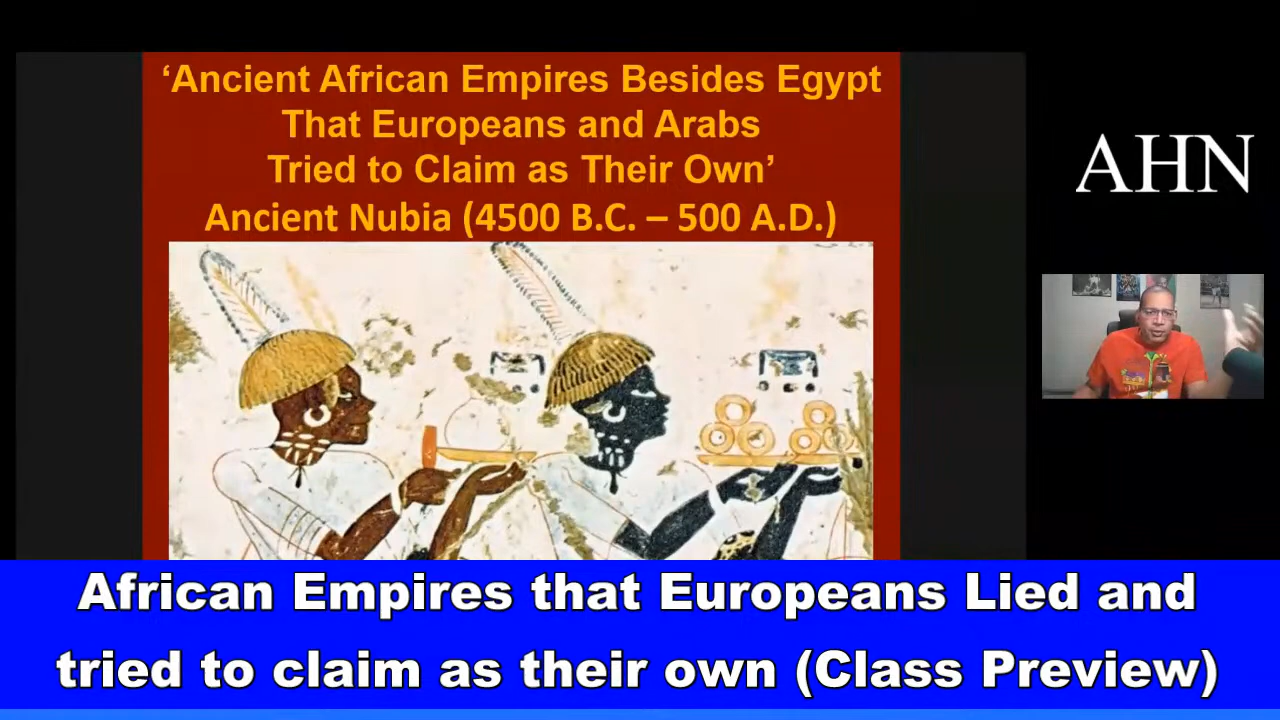 ‘Ancient African Empires Besides Egypt
That Europeans and Arabs
Tried to Claim as Their Own’
Ancient Nubia (4500 B.C. – 500 A.D.)
AHN
African Empires that Europeans Lied and
tried to claim as their own (Class Preview)